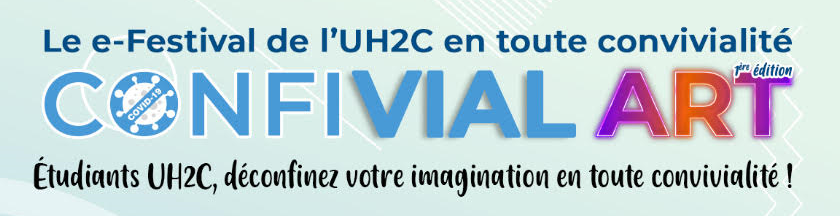 Le e-Festival de l'UH2C en toute convivialité
CONFIVIAL ART
COVID-19
1ère édition
Étudiants UH2C, déconfinez votre imagination en toute convivialité !